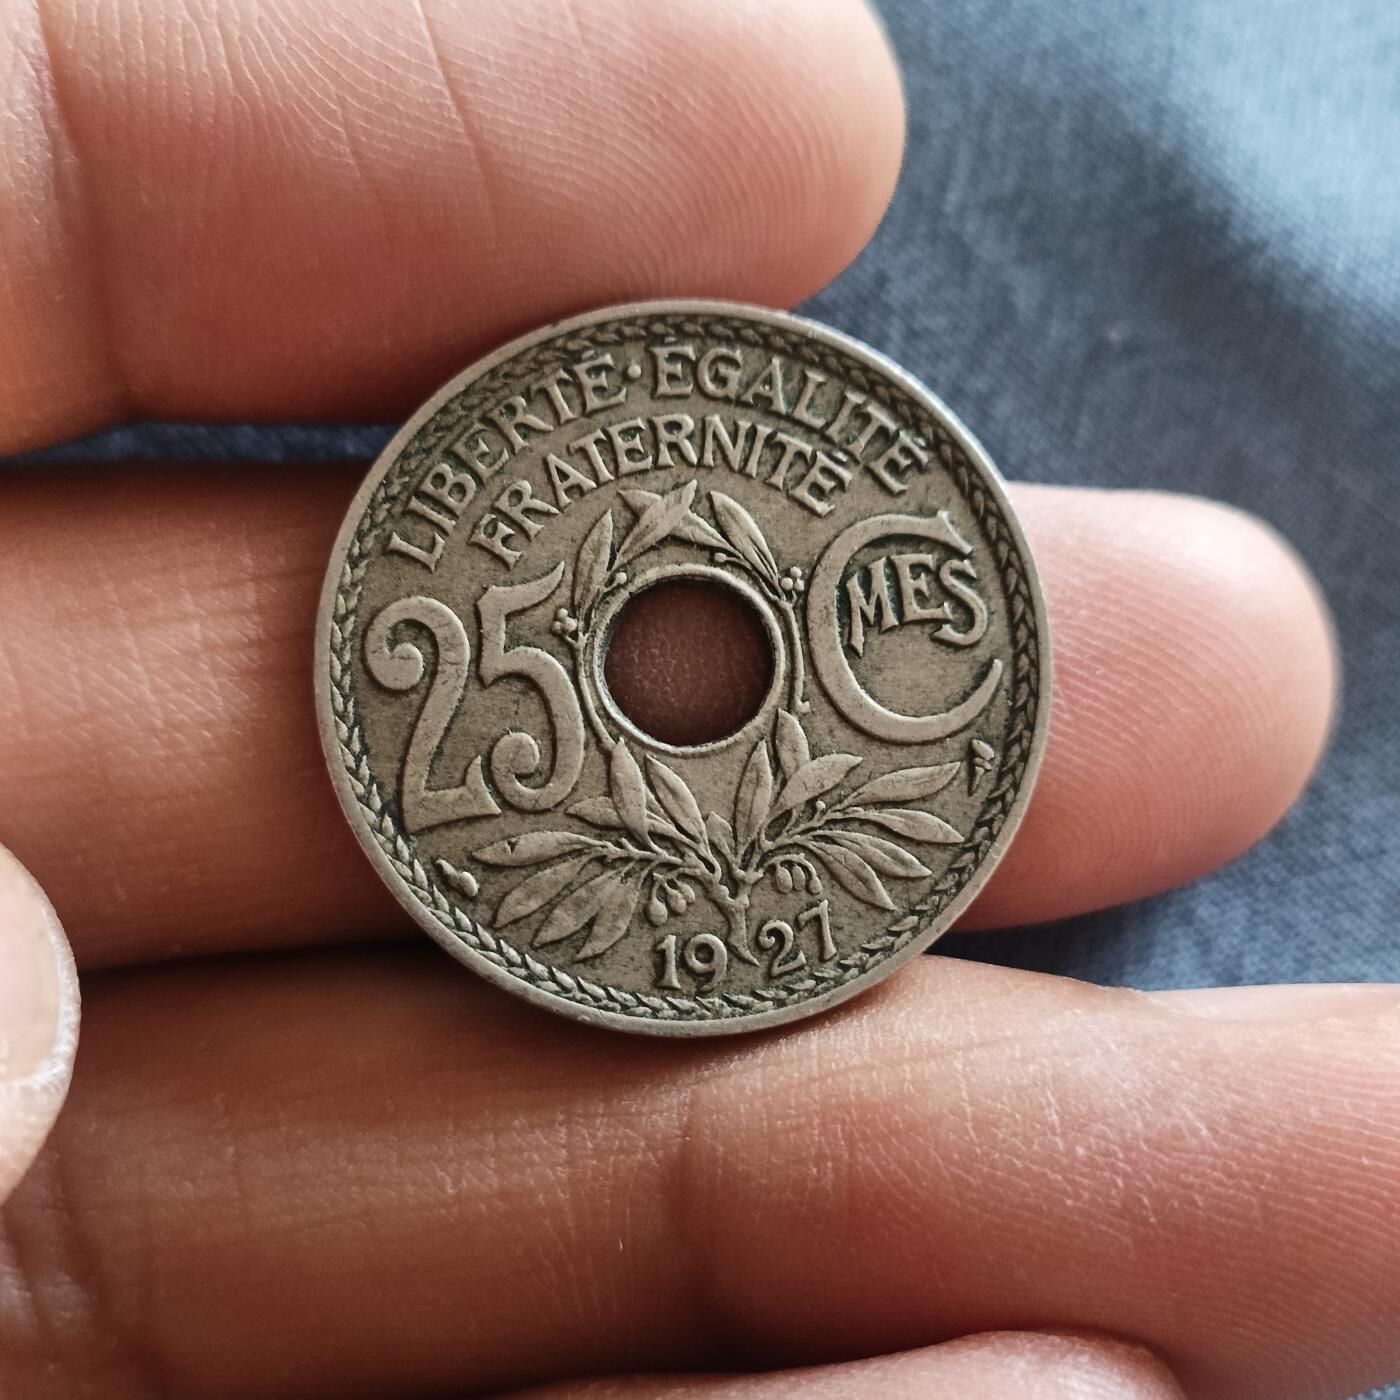 LIBERTÉ·ÉGALITÉ
FRATERNITÉ
25 CMES
1927